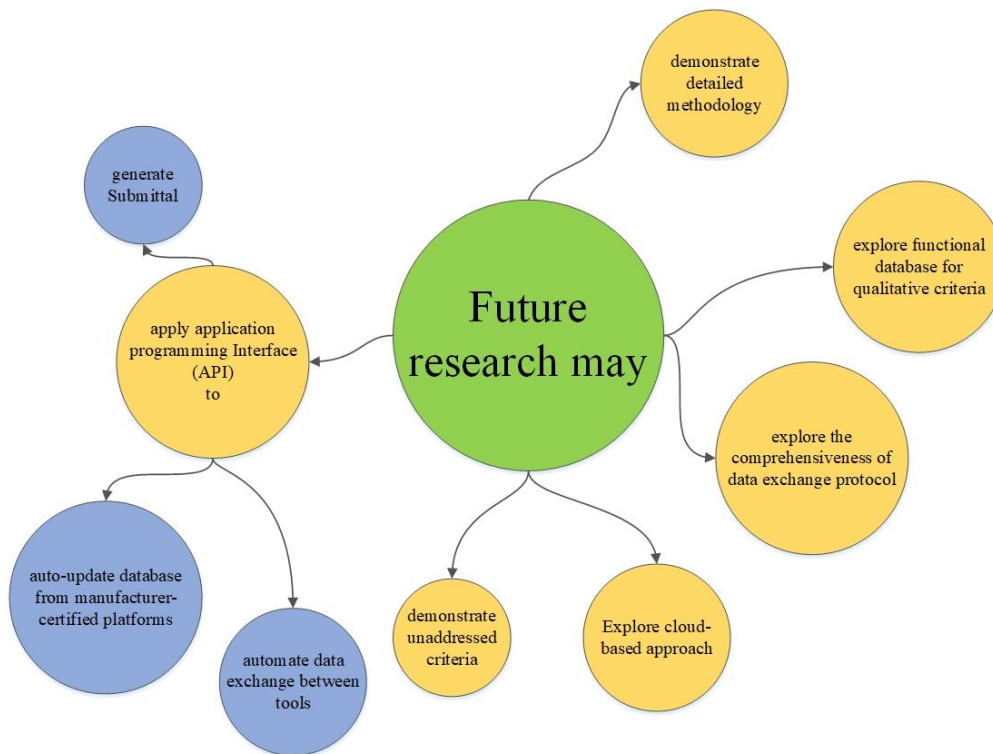 demonstrate
detailed
methodology
generate
Submittal
explore functional
database for
qualitative criteria
Future
research may
apply application
programming Interface
(API)
to
explore the
comprehensiveness of
data exchange protocol
auto-update database
from manufacturer-
certified platforms
demonstrate
unaddressed
criteria
Explore cloud-
based approach
automate data
exchange between
tools